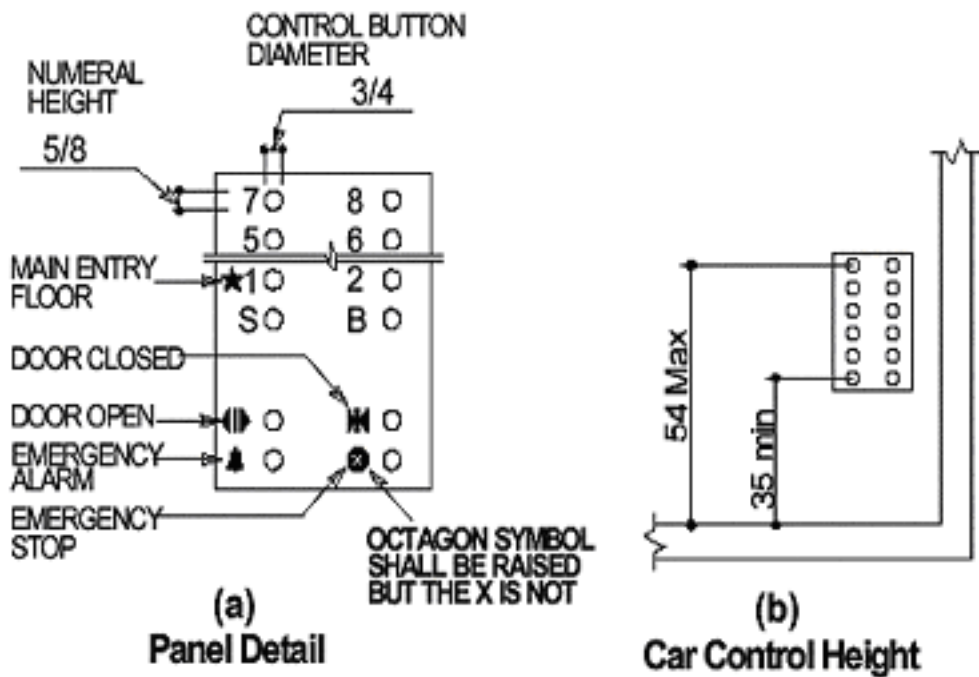 CONTROL BUTTON
DIAMETER
3/4
NUMERAL
HEIGHT
5/8
7 8
5 6
MAIN ENTRY
FLOOR
1 2
S B
DOOR CLOSED
DOOR OPEN
EMERGENCY
ALARM
EMERGENCY
STOP
X
OCTAGON SYMBOL
SHALL BE RAISED
BUT THE X IS NOT
(a)
Panel Detail
54 Max
35 min
(b)
Car Control Height